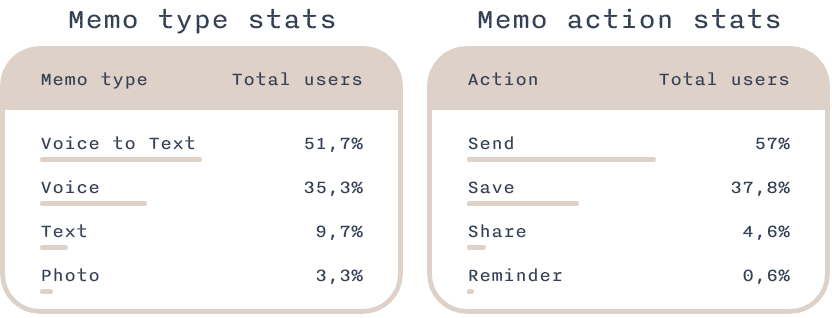 Memo type stats
Memo type Total users
Voice to Text 51,7%
Voice 35,3%
Text 9,7%
Photo 3,3%
Memo action stats
Action Total users
Send 57%
Save 37,8%
Share 4,6%
Reminder 0,6%